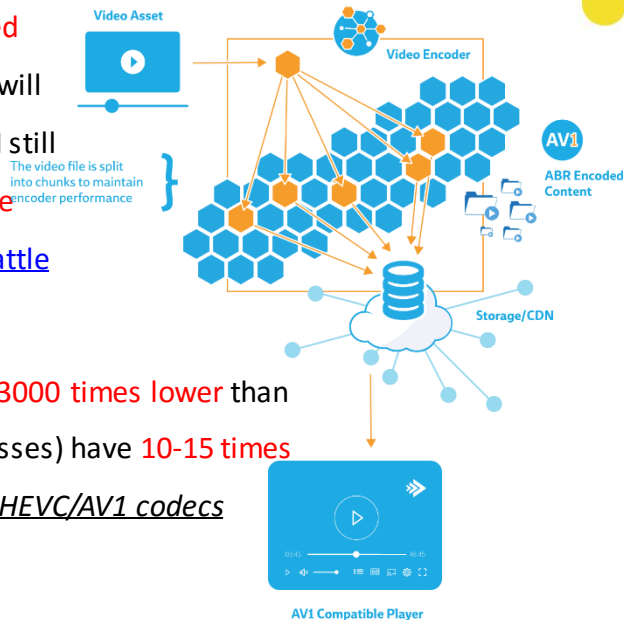 Video Asset
ed
Video Encoder
will
I still
The video file is split
into chunks to maintain
encoder performance
e
attle
AV1
ABR Encoded
Content
Storage/CDN
3000 times lower than
sses) have 10-15 times
HEVC/AV1 codecs
03:45
48:45
AV1 Compatible Player